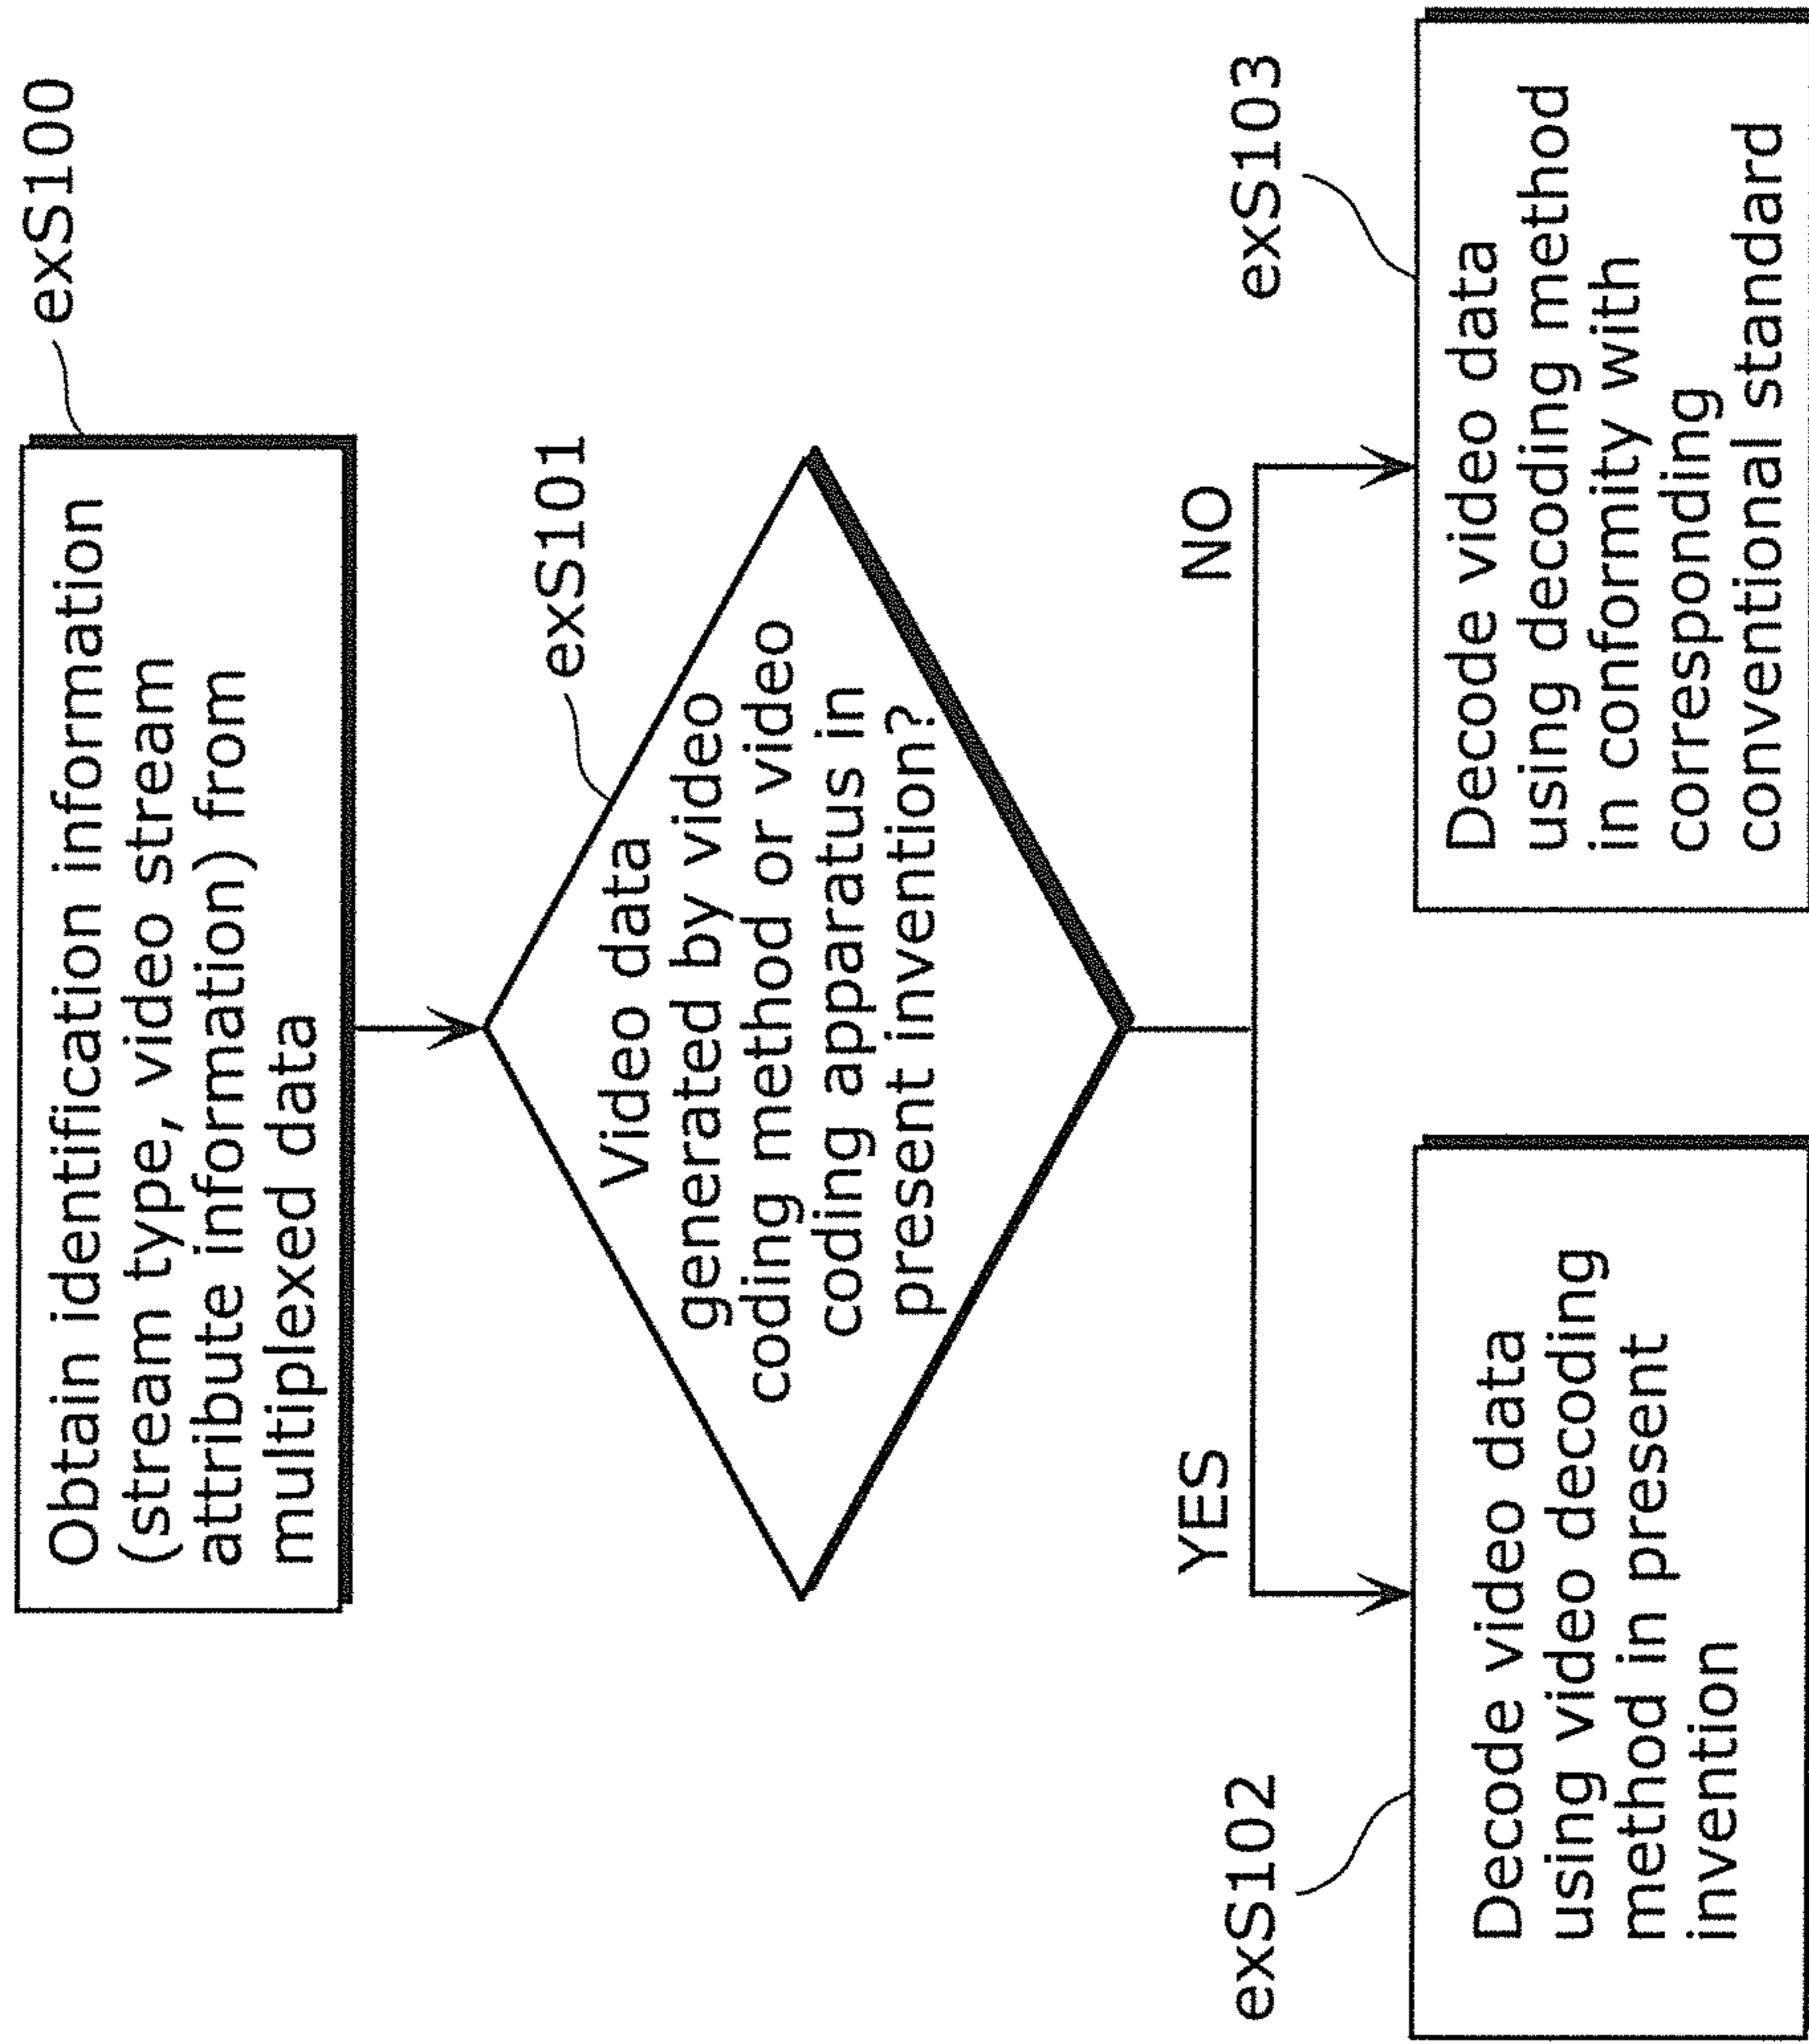 exS100
Obtain identification information
(stream type, video stream
attribute information) from
multiplexed data
exS101
Video data
generated by video
coding method or video
coding apparatus in
present invention?
YES
NO
exS102
Decode video data
using video decoding
method in present
invention
exS103
Decode video data
using decoding method
in conformity with
corresponding
conventional standard